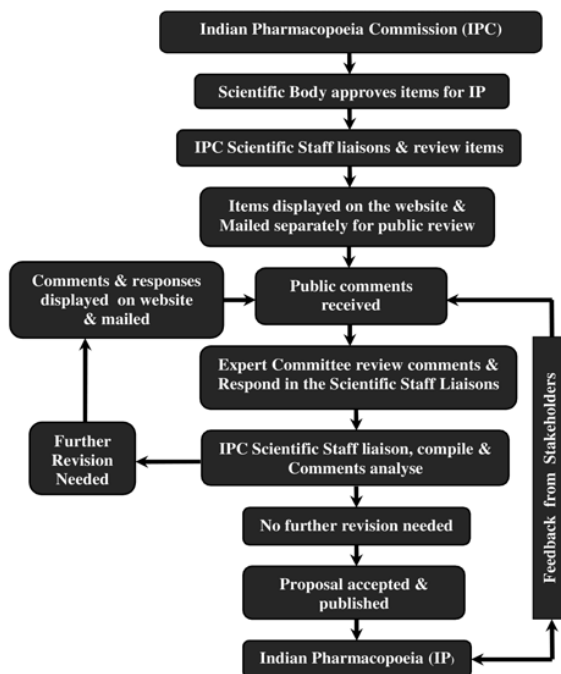 Indian Pharmacopoeia Commission (IPC)
Scientific Body approves items for IP
IPC Scientific Staff liaisons & review items
Items displayed on the website &
Mailed separately for public review
Comments & responses
displayed on website
& mailed
Public comments
received
Expert Committee review comments &
Respond in the Scientific Staff Liaisons
Further
Revision
Needed
IPC Scientific Staff liaison, compile &
Comments analyse
No further revision needed
Proposal accepted &
published
Indian Pharmacopoeia (IP)
Feedback from Stakeholders